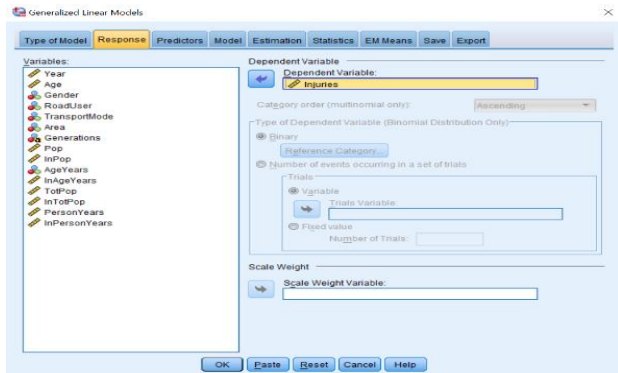 Generalized Linear Models
Type of Model Response Predictors Model Estimation Statistics EM Means Save Export
Variables:
Year
Age
Gender
RoadUser
TransportMode
Area
Generations
Pop
lnPop
AgeYears
lnAgeYears
TotPop
lnTotPop
PersonYears
lnPersonYears
Dependent Variable
Dependent Variable:
Injuries
Category order (multinomial only):
Ascending
Type of Dependent Variable (Binomial Distribution Only)
Binary
Reference Category...
Number of events occurring in a set of trials
Trials
Variable
Trials Variable:
Fixed value
Number of Trials:
Scale Weight
Scale Weight Variable:
OK Paste Reset Cancel Help